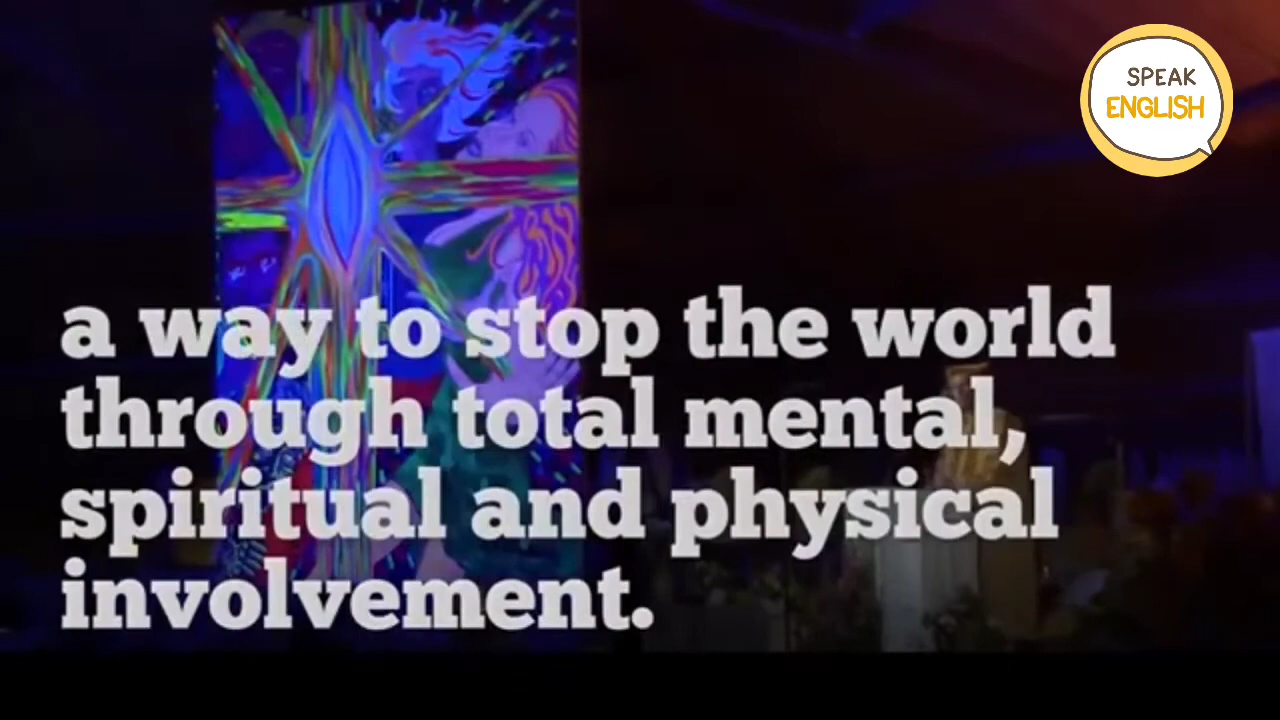 SPEAK
ENGLISH
a way to stop the world
through total mental,
spiritual and physical
involvement.